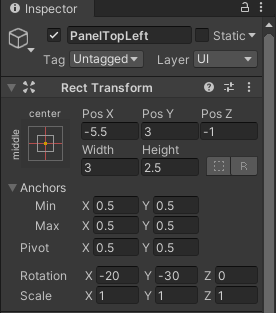 Inspector
PanelTopLeft Static
Tag Untagged Layer UI
Rect Transform
center Pos X Pos Y Pos Z
middle -5.5 3 -1
Width Height
3 2.5 R
Anchors
Min X 0.5 Y 0.5
Max X 0.5 Y 0.5
Pivot X 0.5 Y 0.5
Rotation X -20 Y -30 Z 0
Scale X 1 Y 1 Z 1